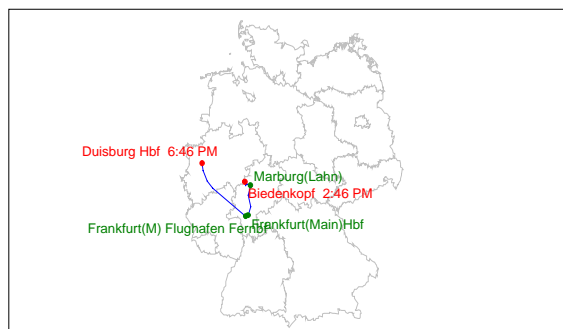 Duisburg Hbf  6:46 PM
Marburg(Lahn)
Biedenkopf  2:46 PM
Frankfurt(Main)Hbf
Frankfurt(M) Flughafen Fernbf